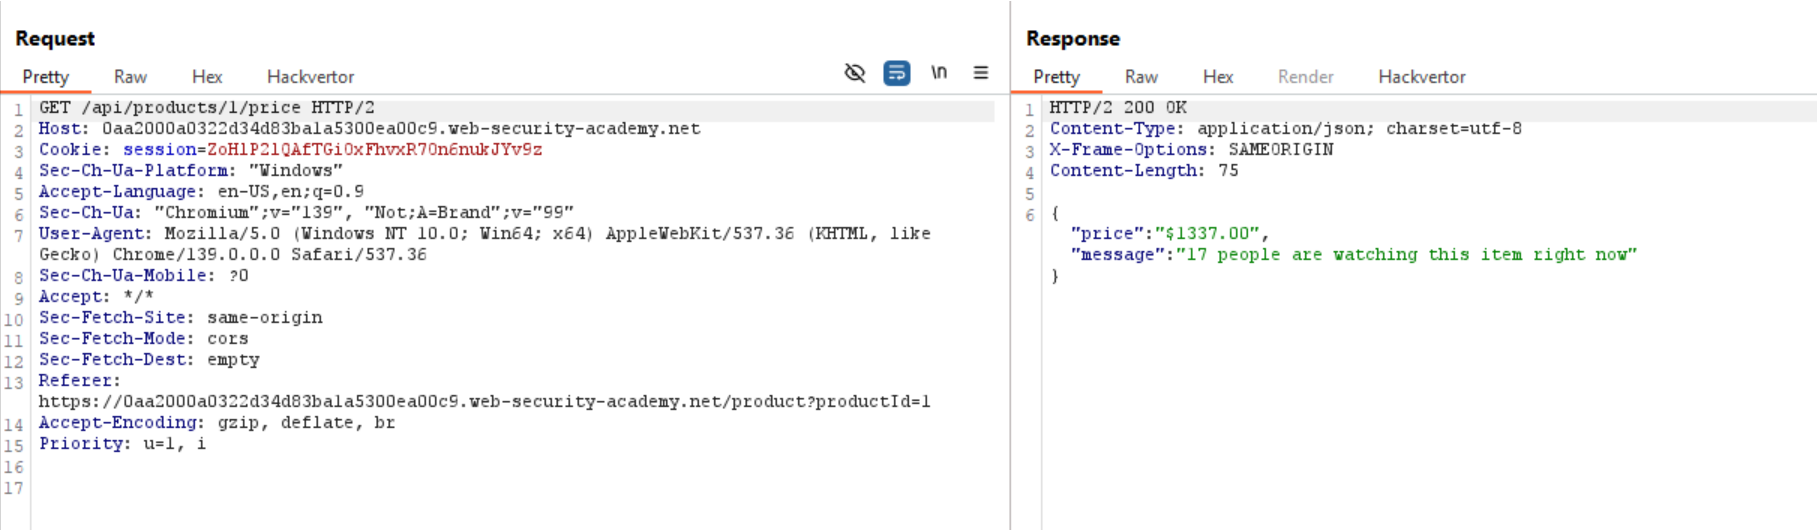 Request
Pretty Raw Hex Hackvertor \n
1 GET /api/products/1/price HTTP/2
2 Host: 0aa2000a0322d34d83ba1a5300ea00c9.web-security-academy.net
3 Cookie: session=ZoHlP2lQAfTGi0xFhvxR70n6nukJYv9z
4 Sec-Ch-Ua-Platform: "Windows"
5 Accept-Language: en-US,en;q=0.9
6 Sec-Ch-Ua: "Chromium";v="139", "Not;A=Brand";v="99"
7 User-Agent: Mozilla/5.0 (Windows NT 10.0; Win64; x64) AppleWebKit/537.36 (KHTML, like
Gecko) Chrome/139.0.0.0 Safari/537.36
8 Sec-Ch-Ua-Mobile: ?0
9 Accept: */*
10 Sec-Fetch-Site: same-origin
11 Sec-Fetch-Mode: cors
12 Sec-Fetch-Dest: empty
13 Referer:
https://0aa2000a0322d34d83ba1a5300ea00c9.web-security-academy.net/product?productId=1
14 Accept-Encoding: gzip, deflate, br
15 Priority: u=1, i
16
17
Response
Pretty Raw Hex Render Hackvertor
1 HTTP/2 200 OK
2 Content-Type: application/json; charset=utf-8
3 X-Frame-Options: SAMEORIGIN
4 Content-Length: 75
5
6 {
"price":"$1337.00",
"message":"17 people are watching this item right now"
}